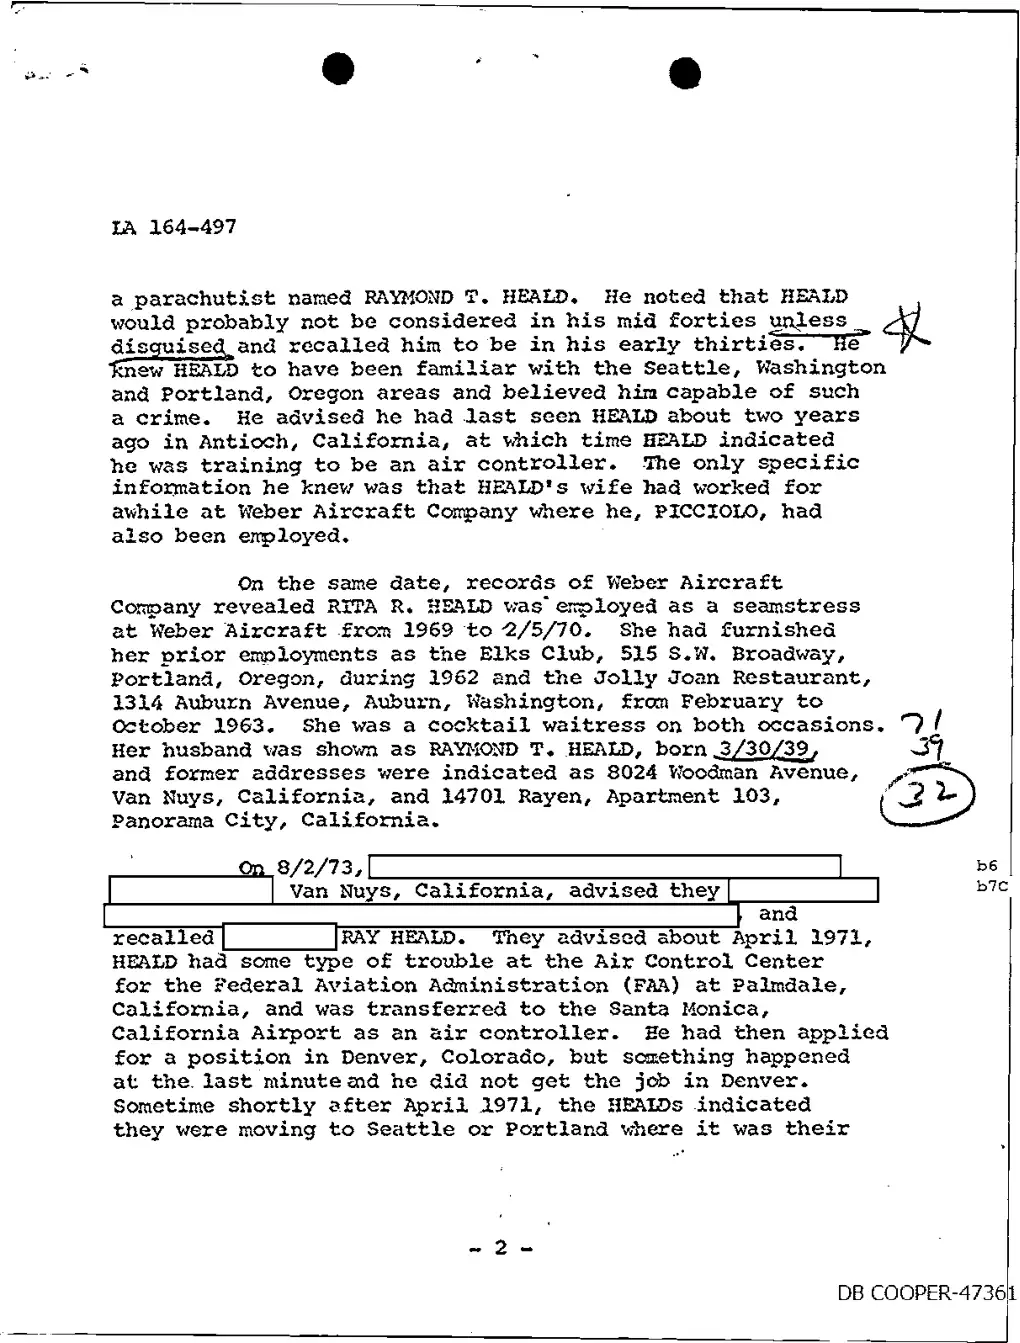 LA 164-497
a parachutist named RAYMOND T. HEALD. He noted that HEALD
would probably not be considered in his mid forties unless
disguised and recalled him to be in his early thirties. He
knew HEALD to have been familiar with the Seattle, Washington
and Portland, Oregon areas and believed him capable of such
a crime. He advised he had last seen HEALD about two years
ago in Antioch, California, at which time HEALD indicated
he was training to be an air controller. The only specific
information he knew was that HEALD's wife had worked for
awhile at Weber Aircraft Company where he, PICCIOLO, had
also been employed.
On the same date, records of Weber Aircraft
Company revealed RITA R. HEALD was employed as a seamstress
at Weber Aircraft from 1969 to 2/5/70. She had furnished
her prior employments as the Elks Club, 515 S.W. Broadway,
Portland, Oregon, during 1962 and the Jolly Joan Restaurant,
1314 Auburn Avenue, Auburn, Washington, from February to
October 1963. She was a cocktail waitress on both occasions.
71
Her husband was shown as RAYMOND T. HEALD, born 3/30/39,
39
and former addresses were indicated as 8024 Woodman Avenue,
Van Nuys, California, and 14701 Rayen, Apartment 103,
32
Panorama City, California.
On 8/2/73,
b6
Van Nuys, California, advised they
b7C
, and
recalled RAY HEALD. They advised about April 1971,
HEALD had some type of trouble at the Air Control Center
for the Federal Aviation Administration (FAA) at Palmdale,
California, and was transferred to the Santa Monica,
California Airport as an air controller. He had then applied
for a position in Denver, Colorado, but something happened
at the last minute and he did not get the job in Denver.
Sometime shortly after April 1971, the HEALDs indicated
they were moving to Seattle or Portland where it was their
- 2 -
DB COOPER-47361